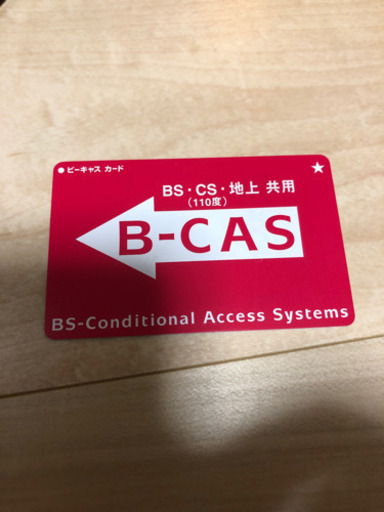 ● ビーキャス カード ★
BS・CS・地上 共用
(110度)
B-CAS
BS-Conditional Access Systems